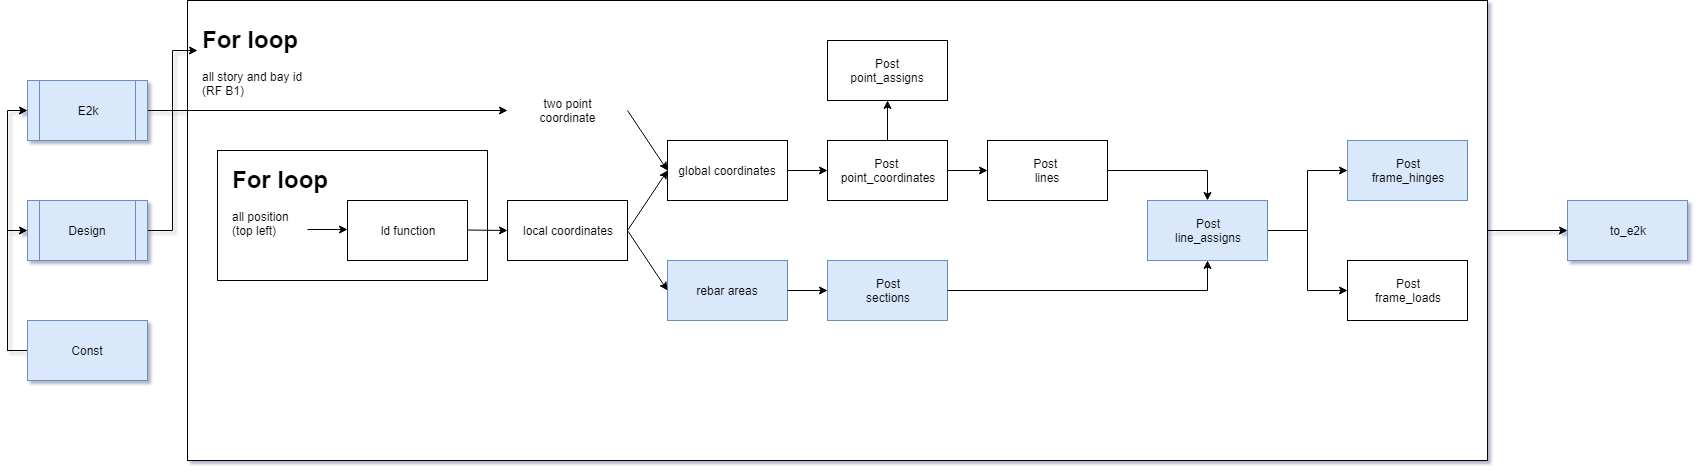 For loop
all story and bay id
(RF B1)
E2k
two point
coordinate
Post
point_assigns
For loop
all position
(top left)
ld function
local coordinates
global coordinates
Post
point_coordinates
Post
lines
Post
frame_hinges
Design
Post
line_assigns
to_e2k
rebar areas
Post
sections
Post
frame_loads
Const